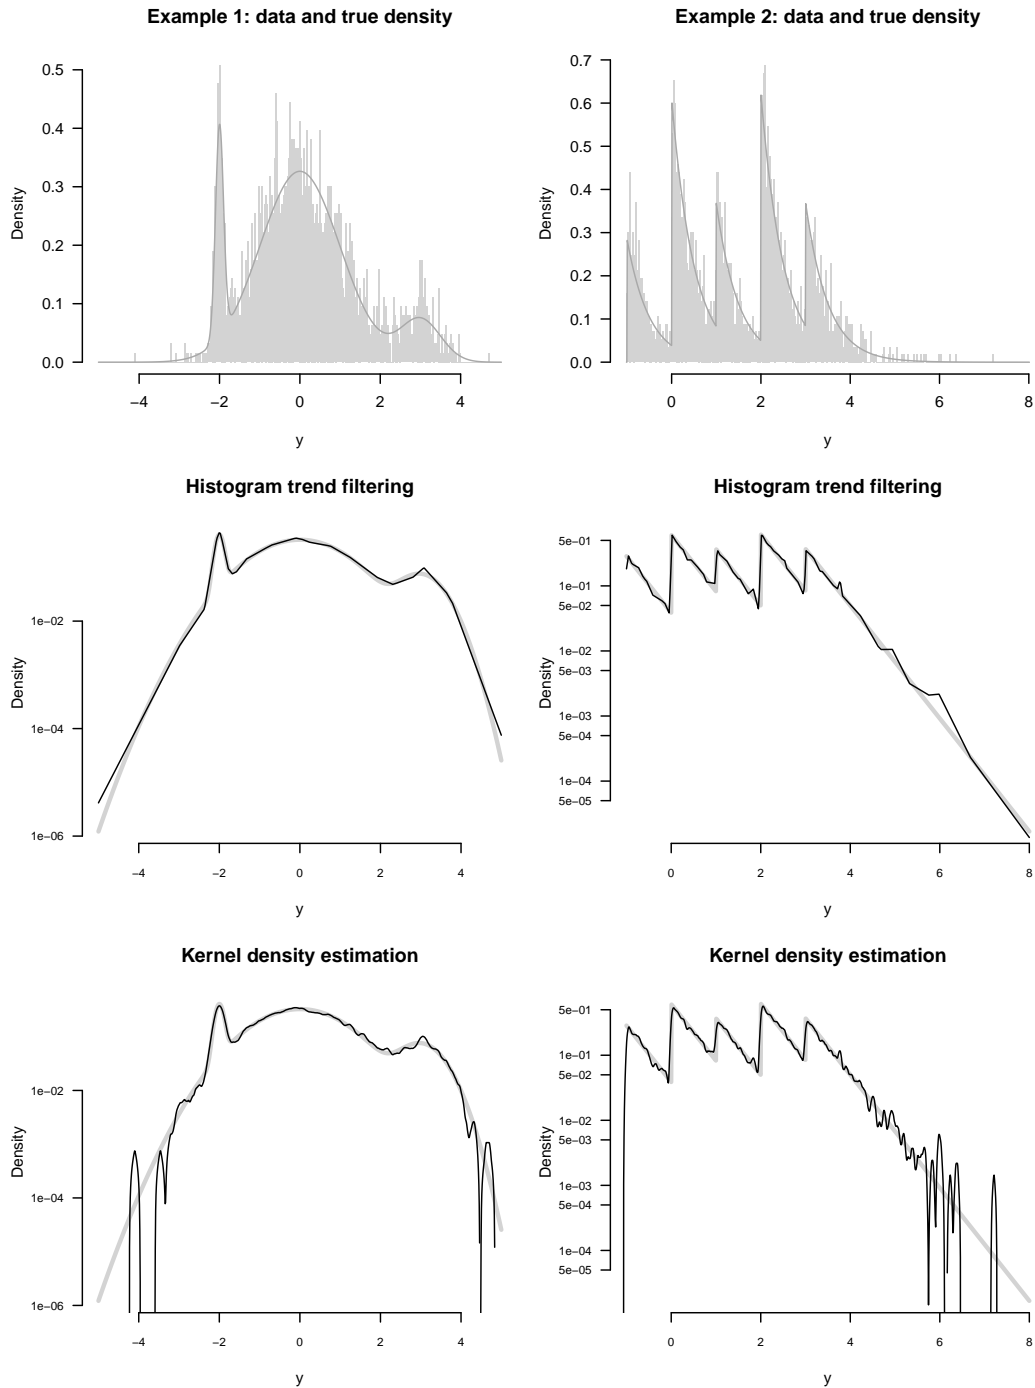 Example 1: data and true density
Density
0.5
0.4
0.3
0.2
0.1
0.0
−4 −2 0 2 4
y
Example 2: data and true density
Density
0.7
0.6
0.5
0.4
0.3
0.2
0.1
0.0
0 2 4 6 8
y
Histogram trend filtering
Density
1e−02
1e−04
1e−06
−4 −2 0 2 4
y
Histogram trend filtering
Density
5e−01
1e−01
5e−02
1e−02
5e−03
1e−03
5e−04
1e−04
5e−05
0 2 4 6 8
y
Kernel density estimation
Density
1e−02
1e−04
1e−06
−4 −2 0 2 4
y
Kernel density estimation
Density
5e−01
1e−01
5e−02
1e−02
5e−03
1e−03
5e−04
1e−04
5e−05
0 2 4 6 8
y